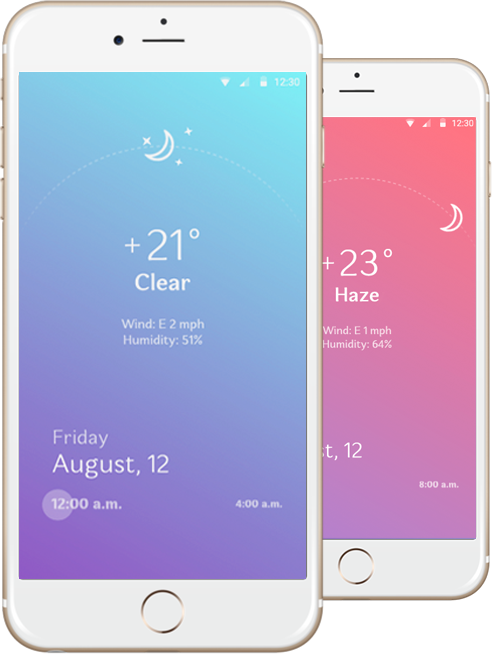 12:30
+21°
Clear
Wind: E 2 mph
Humidity: 51%
Friday
August, 12
12:00 a.m.
4:00 a.m.
12:30
+23°
Haze
Wind: E 1 mph
Humidity: 64%
st, 12
8:00 a.m.